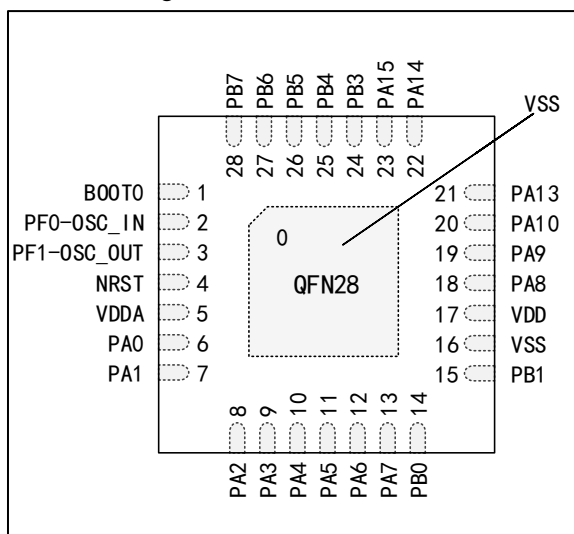 PB7 PB6 PB5 PB4 PB3 PA15 PA14
VSS
28 27 26 25 24 23 22
BOOT0 1
PF0-OSC_IN 2
PF1-OSC_OUT 3
NRST 4
VDDA 5
PA0 6
PA1 7
0
QFN28
21 PA13
20 PA10
19 PA9
18 PA8
17 VDD
16 VSS
15 PB1
8 9 10 11 12 13 14
PA2 PA3 PA4 PA5 PA6 PA7 PB0